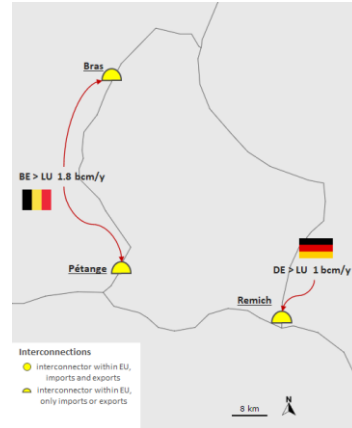 Bras
BE > LU 1.8 bcm/y
DE > LU 1 bcm/y
Pétange
Remich
Interconnections
interconnector within EU,
imports and exports
interconnector within EU,
only imports or exports
8 km
N